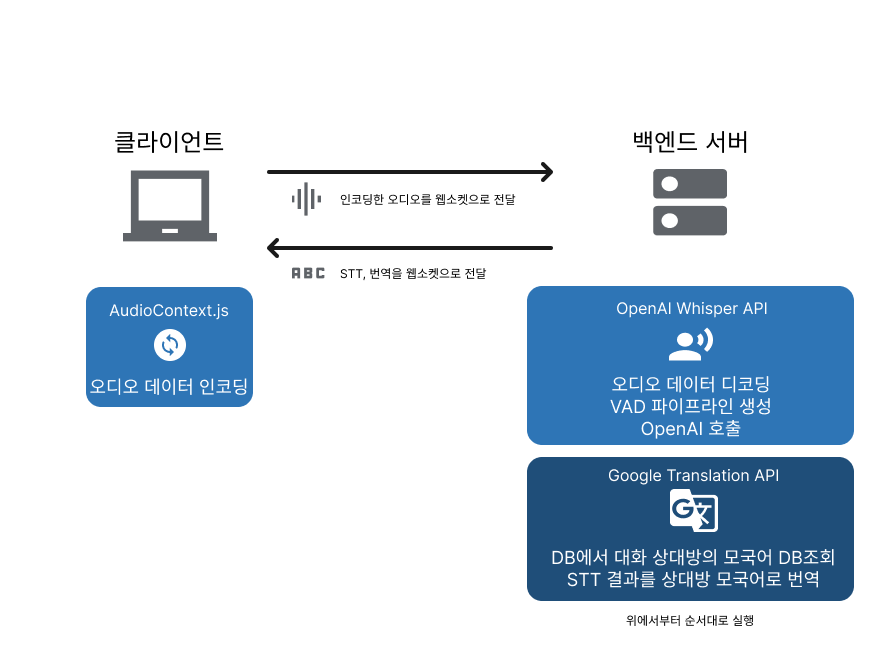 클라이언트
백엔드 서버
인코딩한 오디오를 웹소켓으로 전달
ABC
STT, 번역을 웹소켓으로 전달
AudioContext.js
오디오 데이터 인코딩
OpenAI Whisper API
오디오 데이터 디코딩
VAD 파이프라인 생성
OpenAI 호출
Google Translation API
G文
DB에서 대화 상대방의 모국어 DB조회
STT 결과를 상대방 모국어로 번역
위에서부터 순서대로 실행